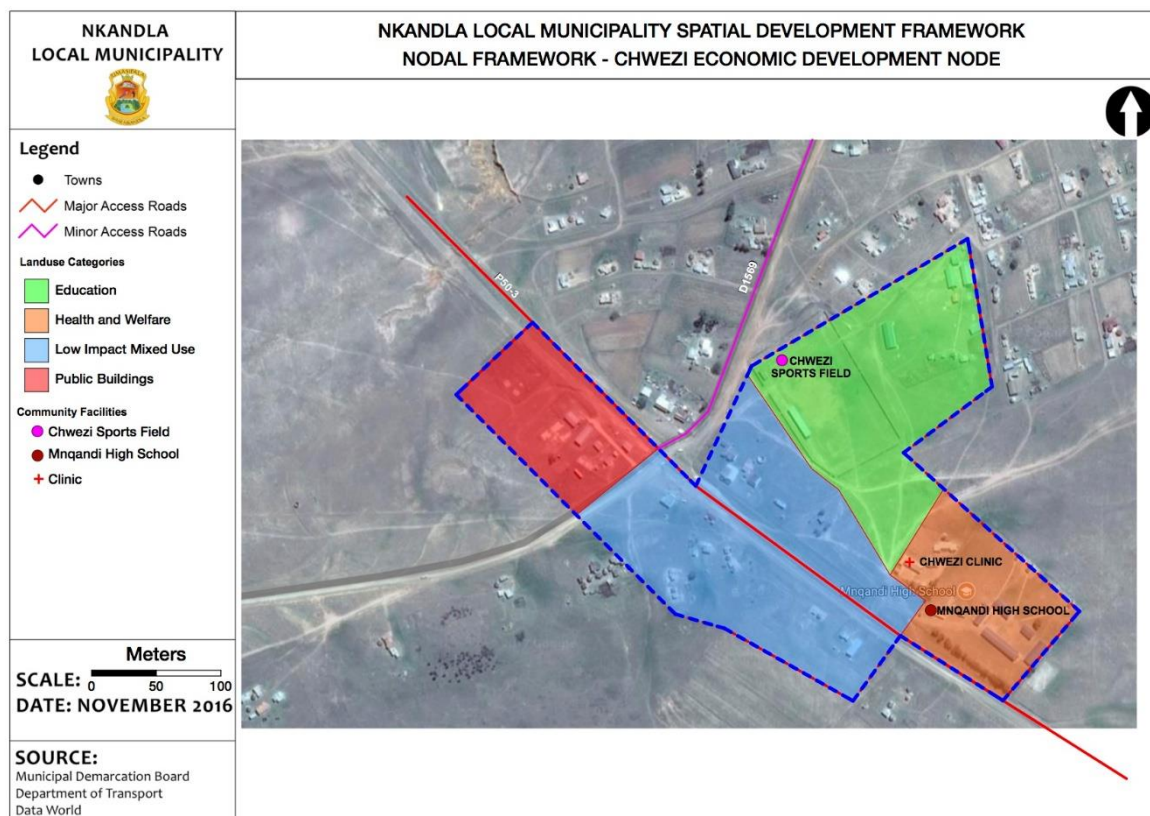 NKANDLA
LOCAL MUNICIPALITY
NKANDLA LOCAL MUNICIPALITY SPATIAL DEVELOPMENT FRAMEWORK
NODAL FRAMEWORK - CHWEZI ECONOMIC DEVELOPMENT NODE
Legend
Towns
Major Access Roads
Minor Access Roads
Landuse Categories
Education
Health and Welfare
Low Impact Mixed Use
Public Buildings
Community Facilities
Chwezi Sports Field
Mnqandi High School
Clinic
P50-3
D1569
CHWEZI
SPORTS FIELD
CHWEZI CLINIC
Mnqandi High School
MNQANDI HIGH SCHOOL
Meters
SCALE: 0 50 100
DATE: NOVEMBER 2016
SOURCE:
Municipal Demarcation Board
Department of Transport
Data World